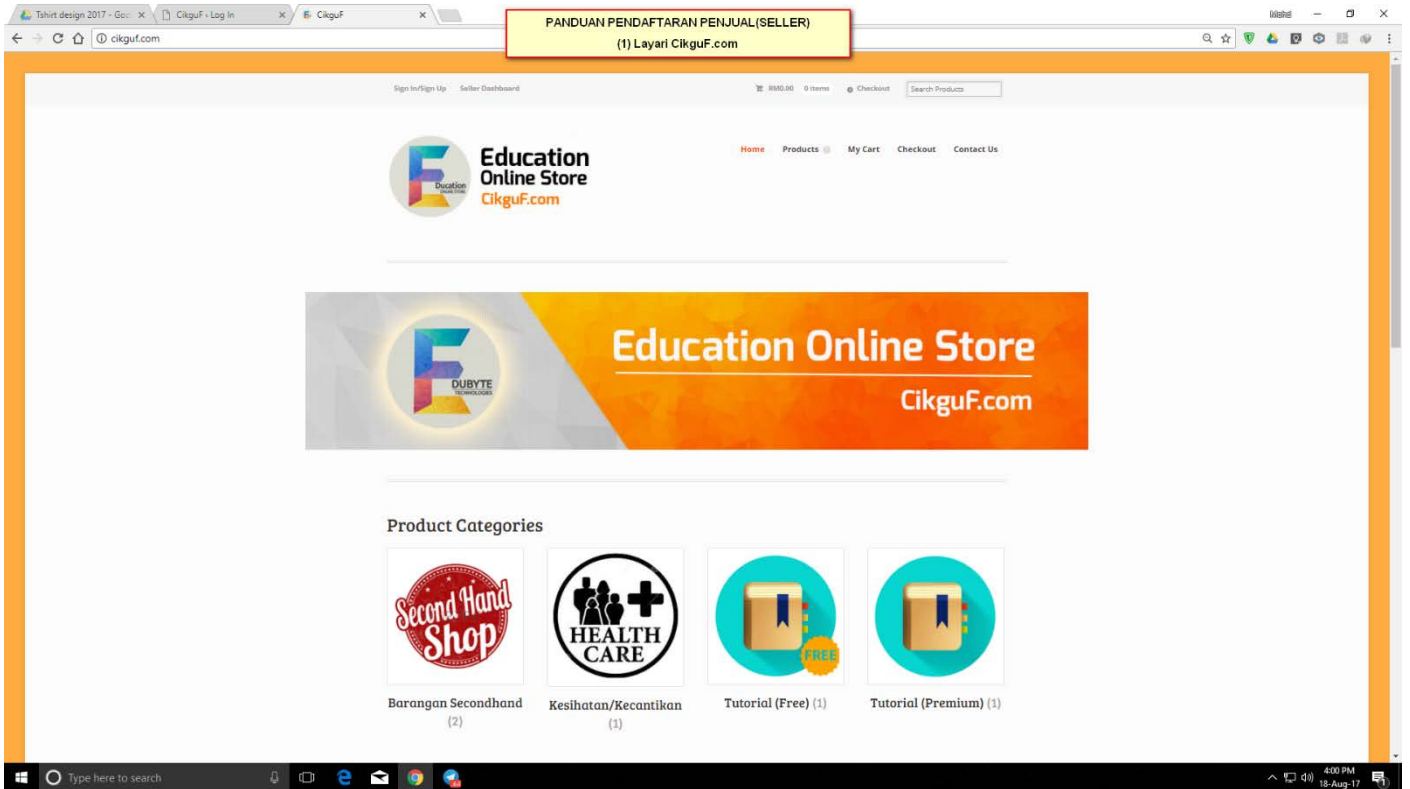 Tshirt design 2017 - Goo
CikguF › Log In
CikguF
PANDUAN PENDAFTARAN PENJUAL(SELLER)
(1) Layari CikguF.com
cikguf.com
Sign In/Sign Up Seller Dashboard RM0.00 0 items Checkout Search Products
Education
Online Store
CikguF.com
Ducation
Home Products My Cart Checkout Contact Us
DUBYTE
TECHNOLOGIES
Education Online Store
CikguF.com
Product Categories
Second Hand
Shop
HEALTH
CARE
FREE
Barangan Secondhand
(2)
Kesihatan/Kecantikan
(1)
Tutorial (Free) (1)
Tutorial (Premium) (1)
Type here to search
4:00 PM
18-Aug-17